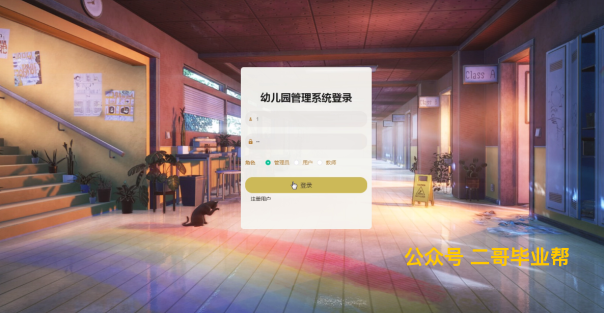 Class A
幼儿园管理系统登录
角色 管理员 用户 教师
登录
注册用户
公众号 二哥毕业帮